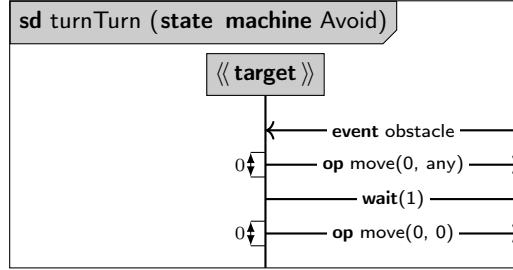 sd turnTurn (state machine Avoid)
⟪ target ⟫
event obstacle
0 op move(0, any)
wait(1)
0 op move(0, 0)